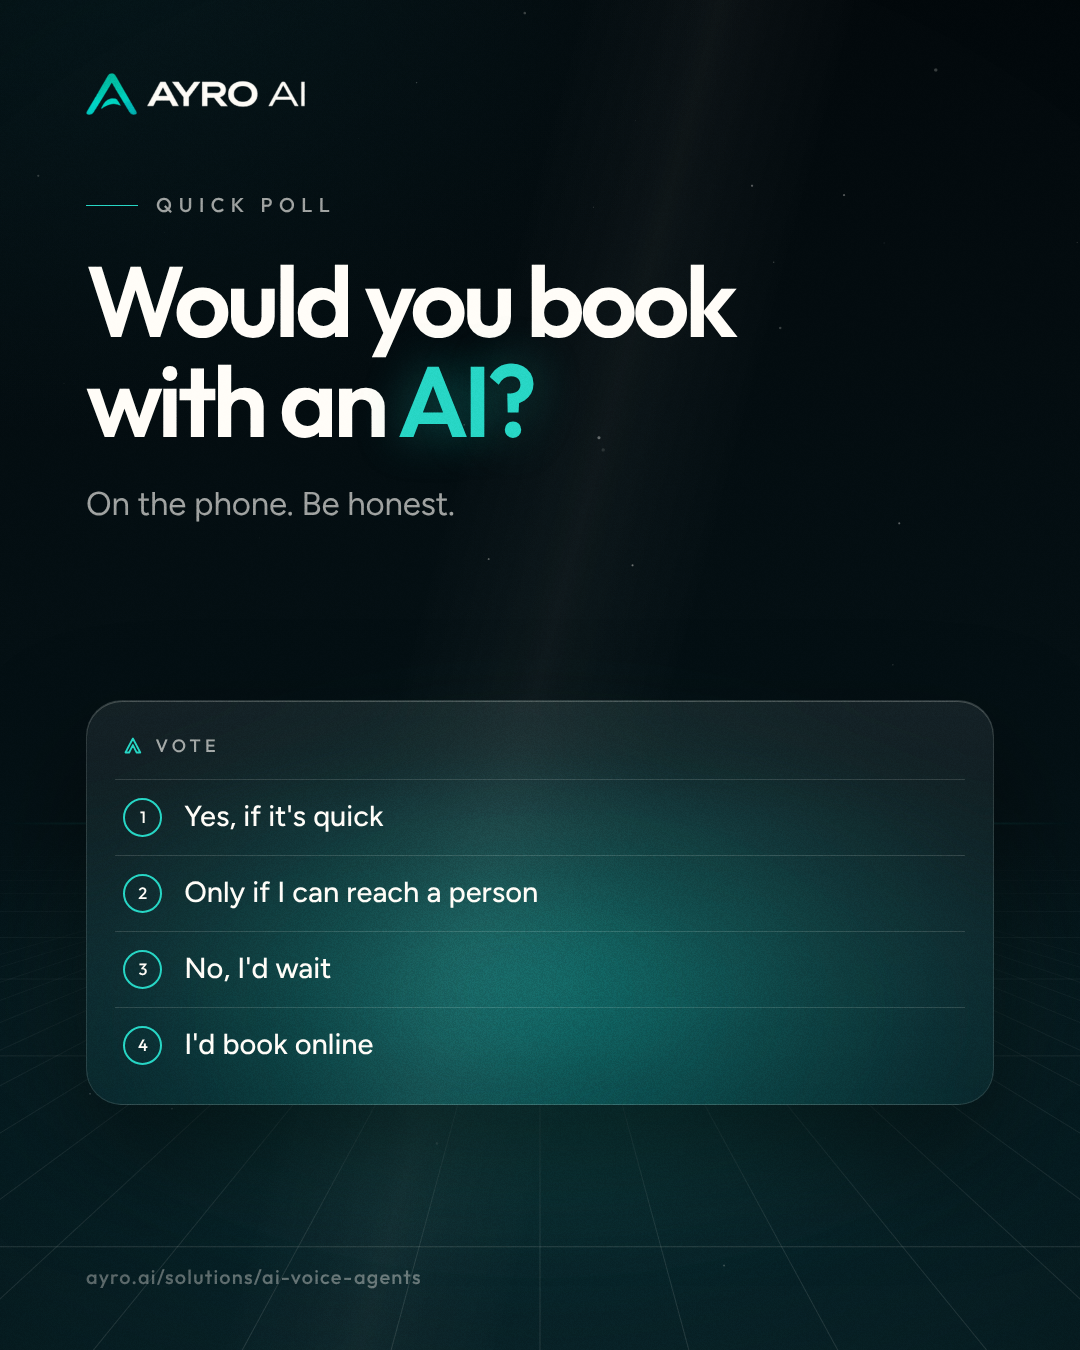 AYRO AI
QUICK POLL
Would you book
with an AI?
On the phone. Be honest.
VOTE
1 Yes, if it's quick
2 Only if I can reach a person
3 No, I'd wait
4 I'd book online
ayro.ai/solutions/ai-voice-agents